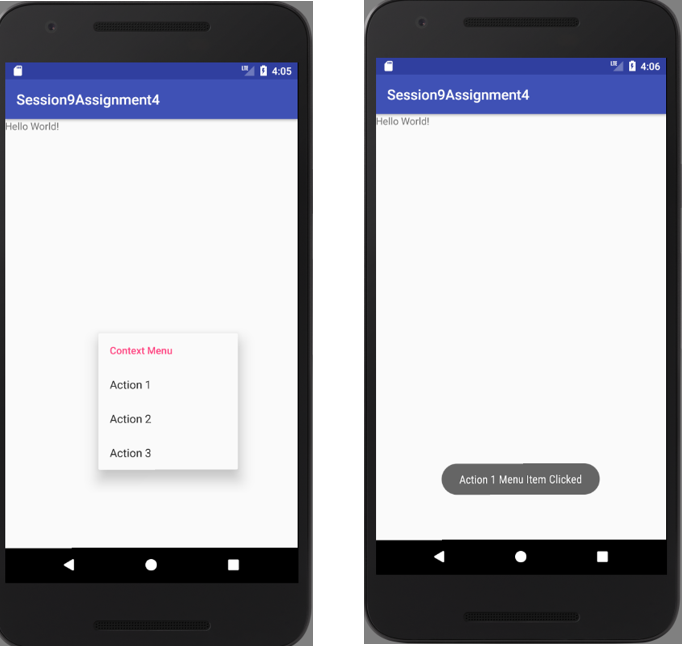 LTE 4:05
Session9Assignment4
Hello World!
Context Menu
Action 1
Action 2
Action 3
LTE 4:06
Session9Assignment4
Hello World!
Action 1 Menu Item Clicked